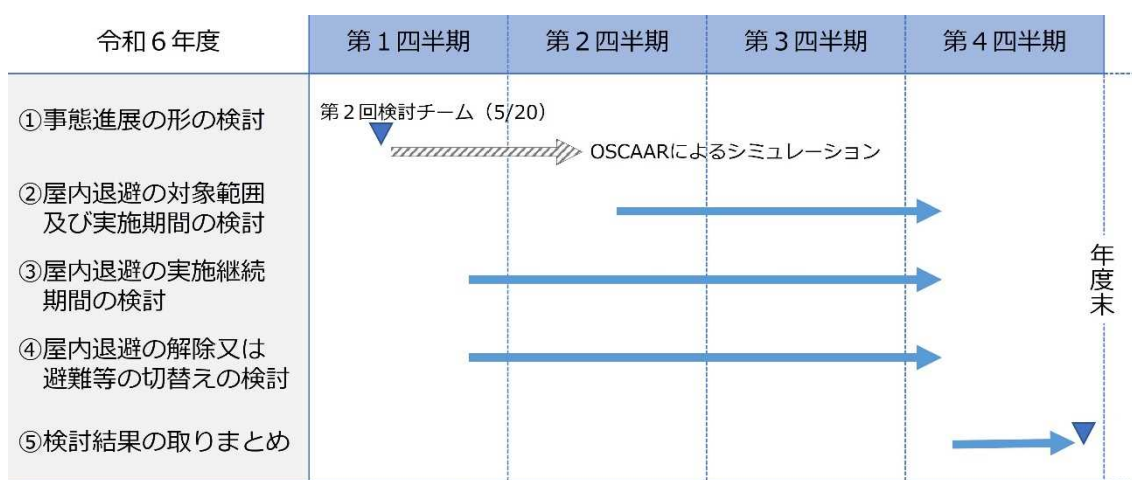 令和６年度
第１四半期
第２四半期
第３四半期
第４四半期
①事態進展の形の検討
第２回検討チーム（5/20）
OSCAARによるシミュレーション
②屋内退避の対象範囲
及び実施期間の検討
③屋内退避の実施継続
期間の検討
④屋内退避の解除又は
避難等の切替えの検討
⑤検討結果の取りまとめ
年度末